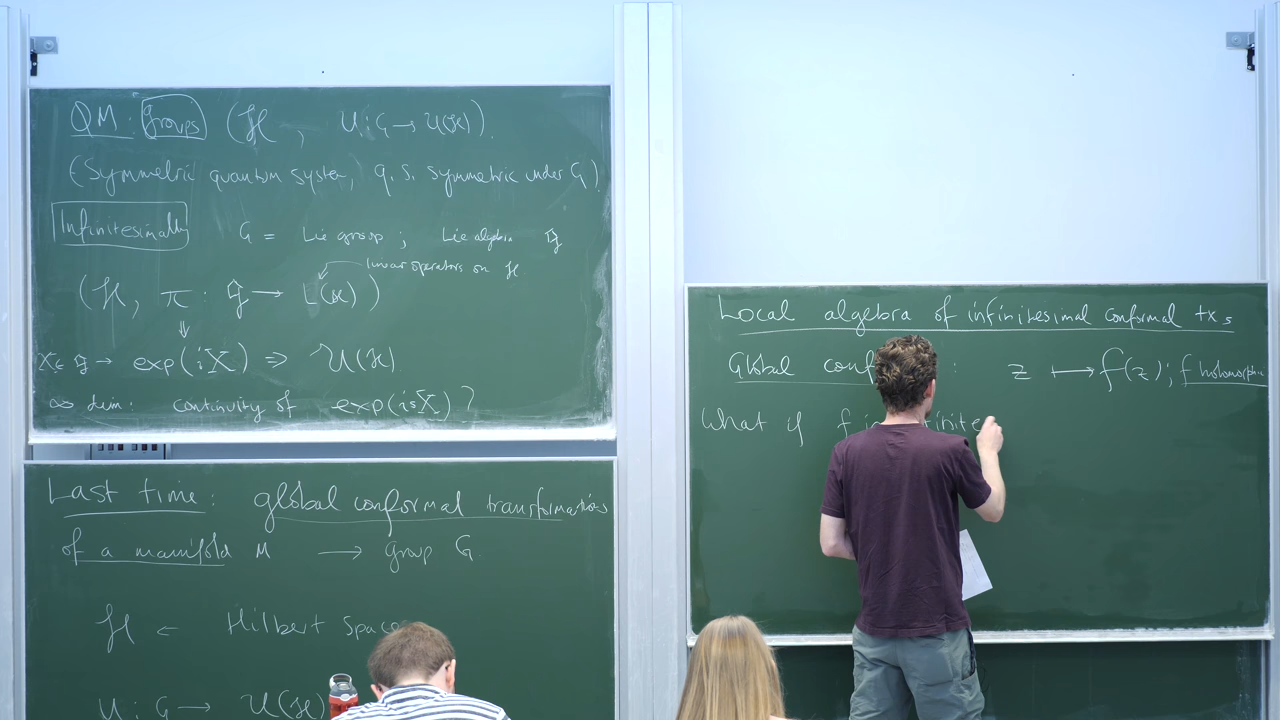 QM: groups (ℋ, U: G → U(ℋ)).
(Symmetric quantum system, q. s. symmetric under G)
Infinitesimally G = Lie group ; Lie algebra 𝔤
linear operators on ℋ
(ℋ, π : 𝔤 → L(ℋ))
⇓
X ∈ 𝔤 → exp(iX) ⇒ U(ℋ)
∞ dim: continuity of exp(isX)?
Last time: global conformal transformations
of a manifold M → group G
ℋ ← Hilbert Space
U: G → U(ℋ)
Local algebra of infinitesimal conformal txs
Global conf : z ↦ f(z); f holomorphic
What if f infinite